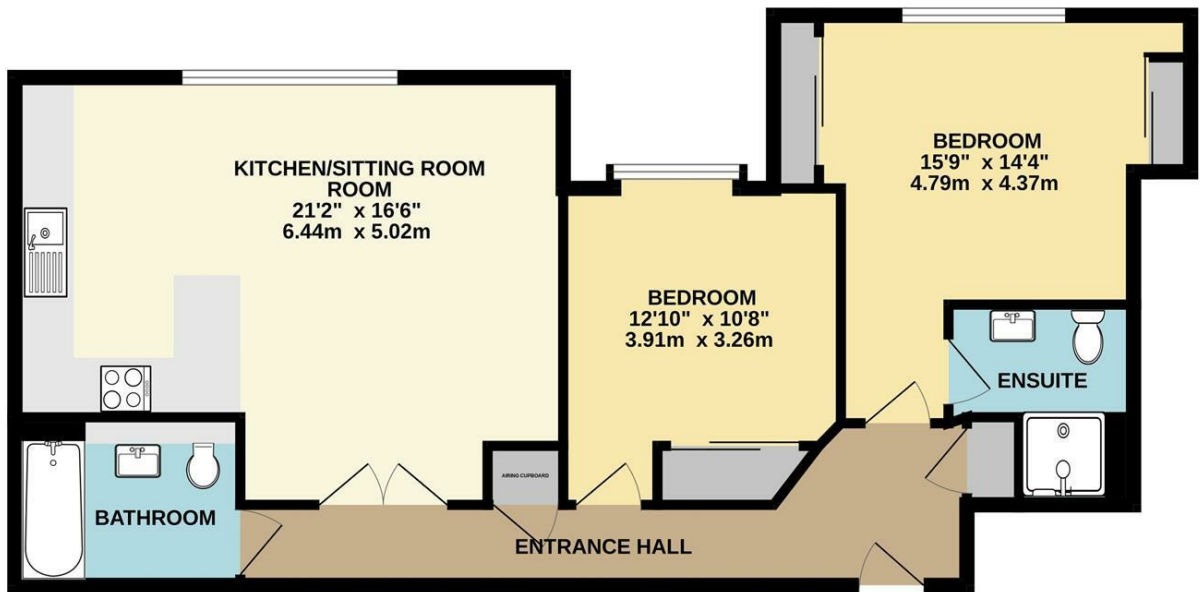 KITCHEN/SITTING ROOM
ROOM
21'2" x 16'6"
6.44m x 5.02m
BEDROOM
12'10" x 10'8"
3.91m x 3.26m
BEDROOM
15'9" x 14'4"
4.79m x 4.37m
ENSUITE
AIRING CUPBOARD
BATHROOM
ENTRANCE HALL